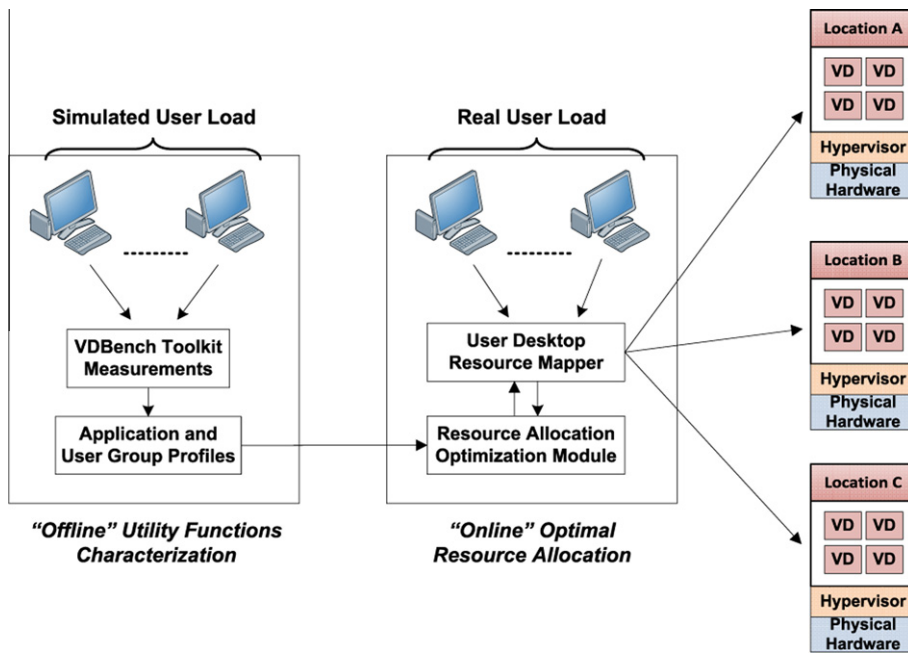 Simulated User Load
VDBench Toolkit
Measurements
Application and
User Group Profiles
“Offline” Utility Functions
Characterization
Real User Load
User Desktop
Resource Mapper
Resource Allocation
Optimization Module
“Online” Optimal
Resource Allocation
Location A
VD VD
VD VD
Hypervisor
Physical
Hardware
Location B
VD VD
VD VD
Hypervisor
Physical
Hardware
Location C
VD VD
VD VD
Hypervisor
Physical
Hardware